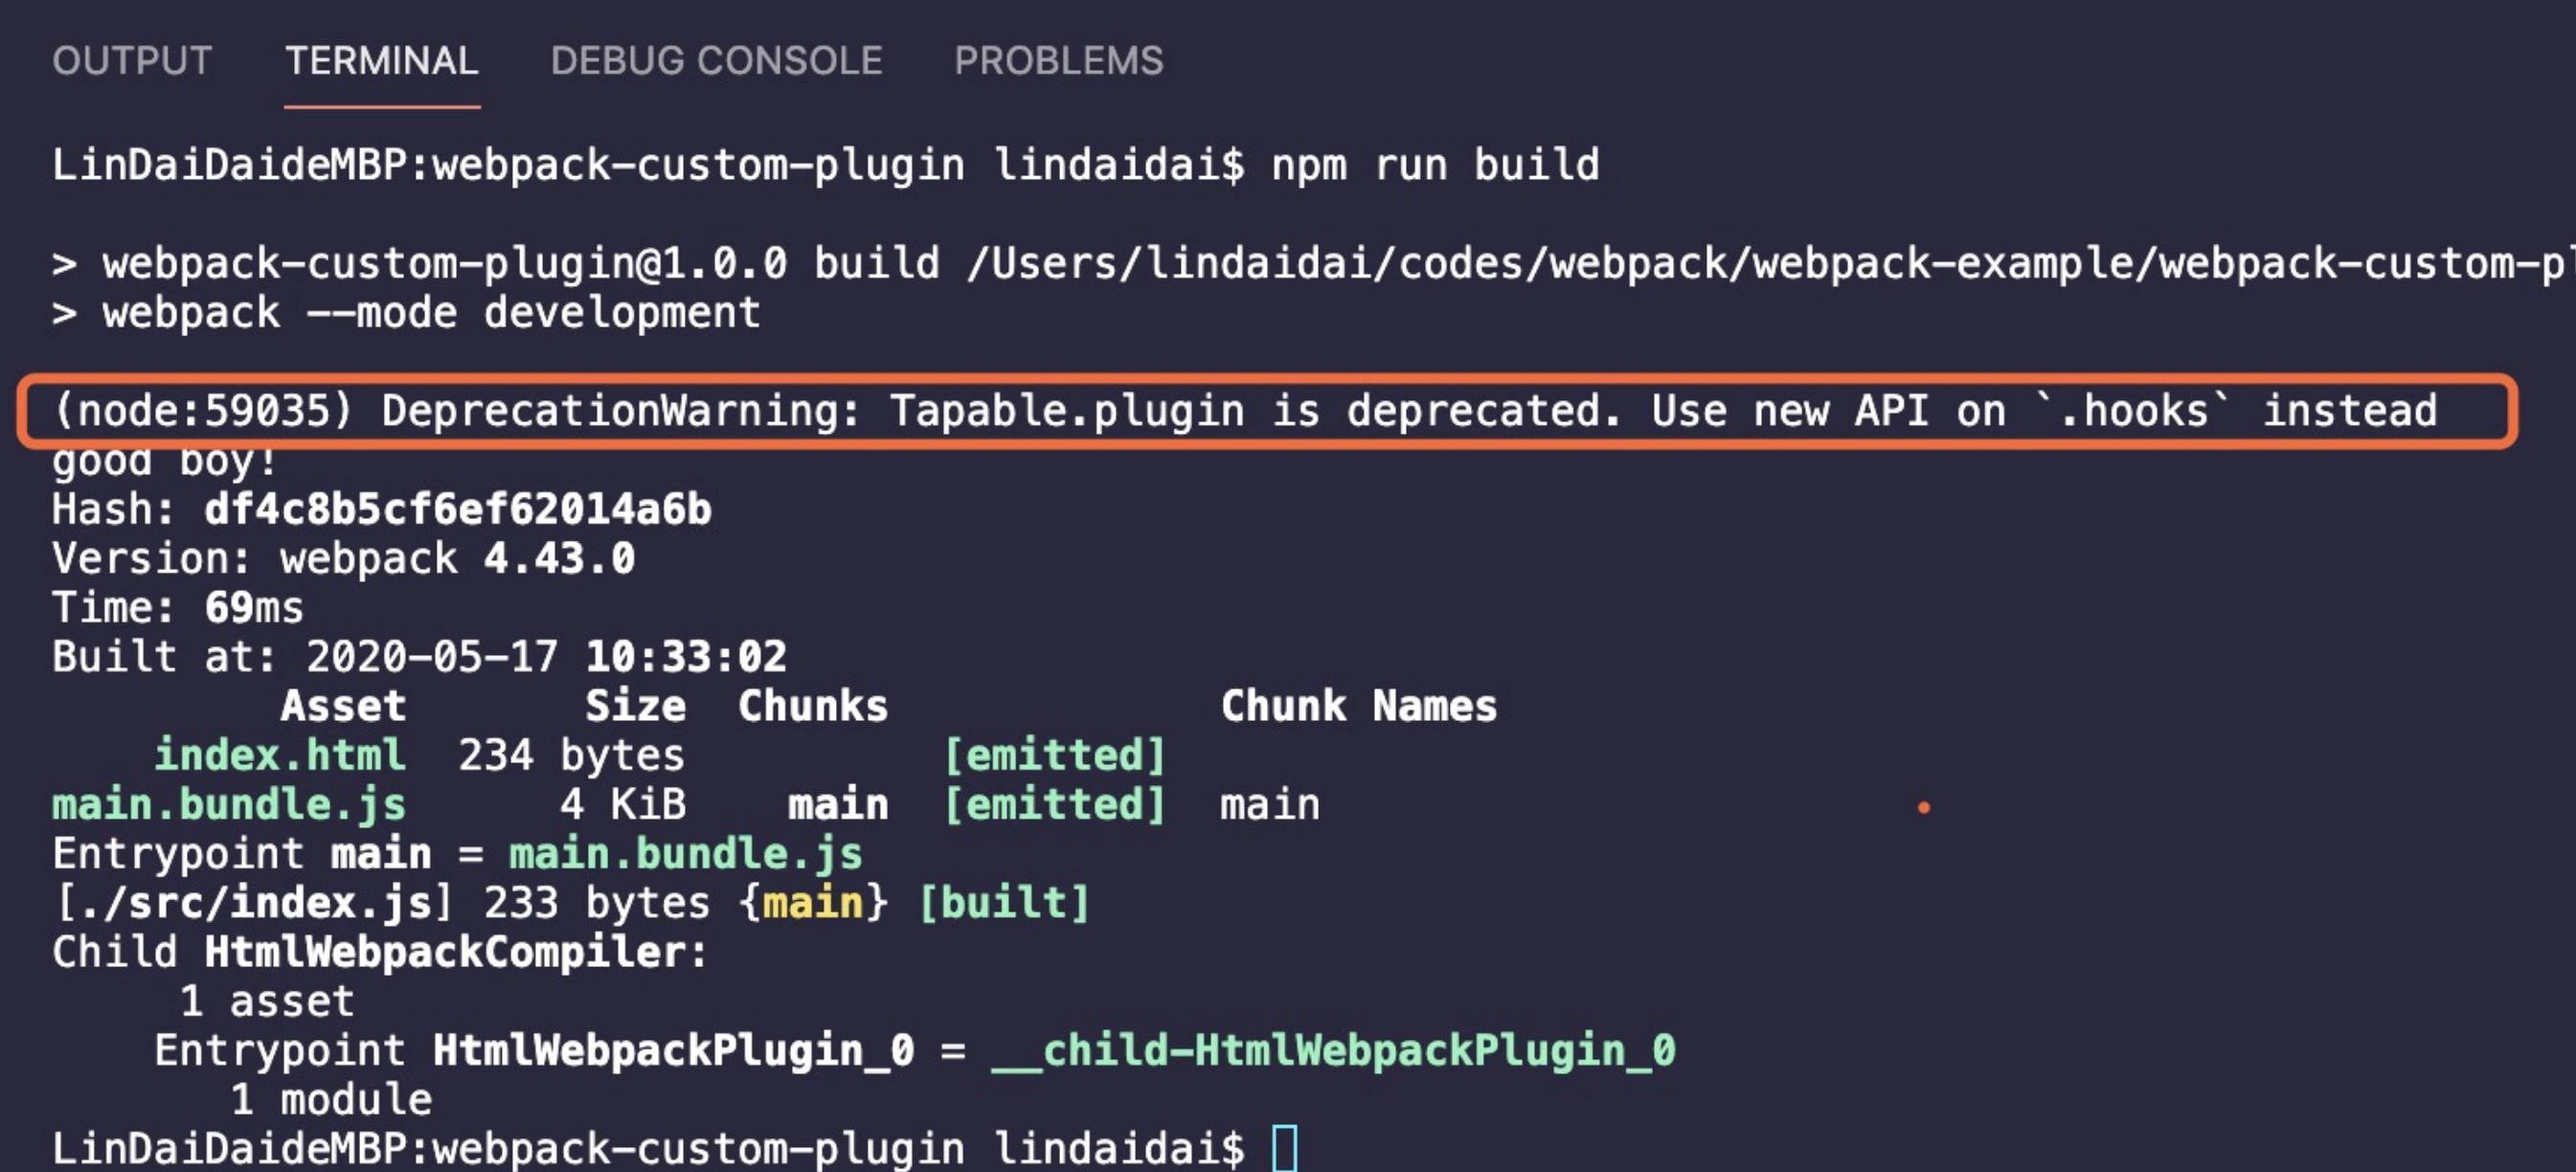 OUTPUT TERMINAL DEBUG CONSOLE PROBLEMS
LinDaiDaideMBP:webpack-custom-plugin lindaidai$ npm run build
> webpack-custom-plugin@1.0.0 build /Users/lindaidai/codes/webpack/webpack-example/webpack-custom-pl
> webpack --mode development
(node:59035) DeprecationWarning: Tapable.plugin is deprecated. Use new API on `.hooks` instead
good boy!
Hash: df4c8b5cf6ef62014a6b
Version: webpack 4.43.0
Time: 69ms
Built at: 2020-05-17 10:33:02
Asset Size Chunks Chunk Names
index.html 234 bytes [emitted]
main.bundle.js 4 KiB main [emitted] main
Entrypoint main = main.bundle.js
[./src/index.js] 233 bytes {main} [built]
Child HtmlWebpackCompiler:
1 asset
Entrypoint HtmlWebpackPlugin_0 = __child-HtmlWebpackPlugin_0
1 module
LinDaiDaideMBP:webpack-custom-plugin lindaidai$